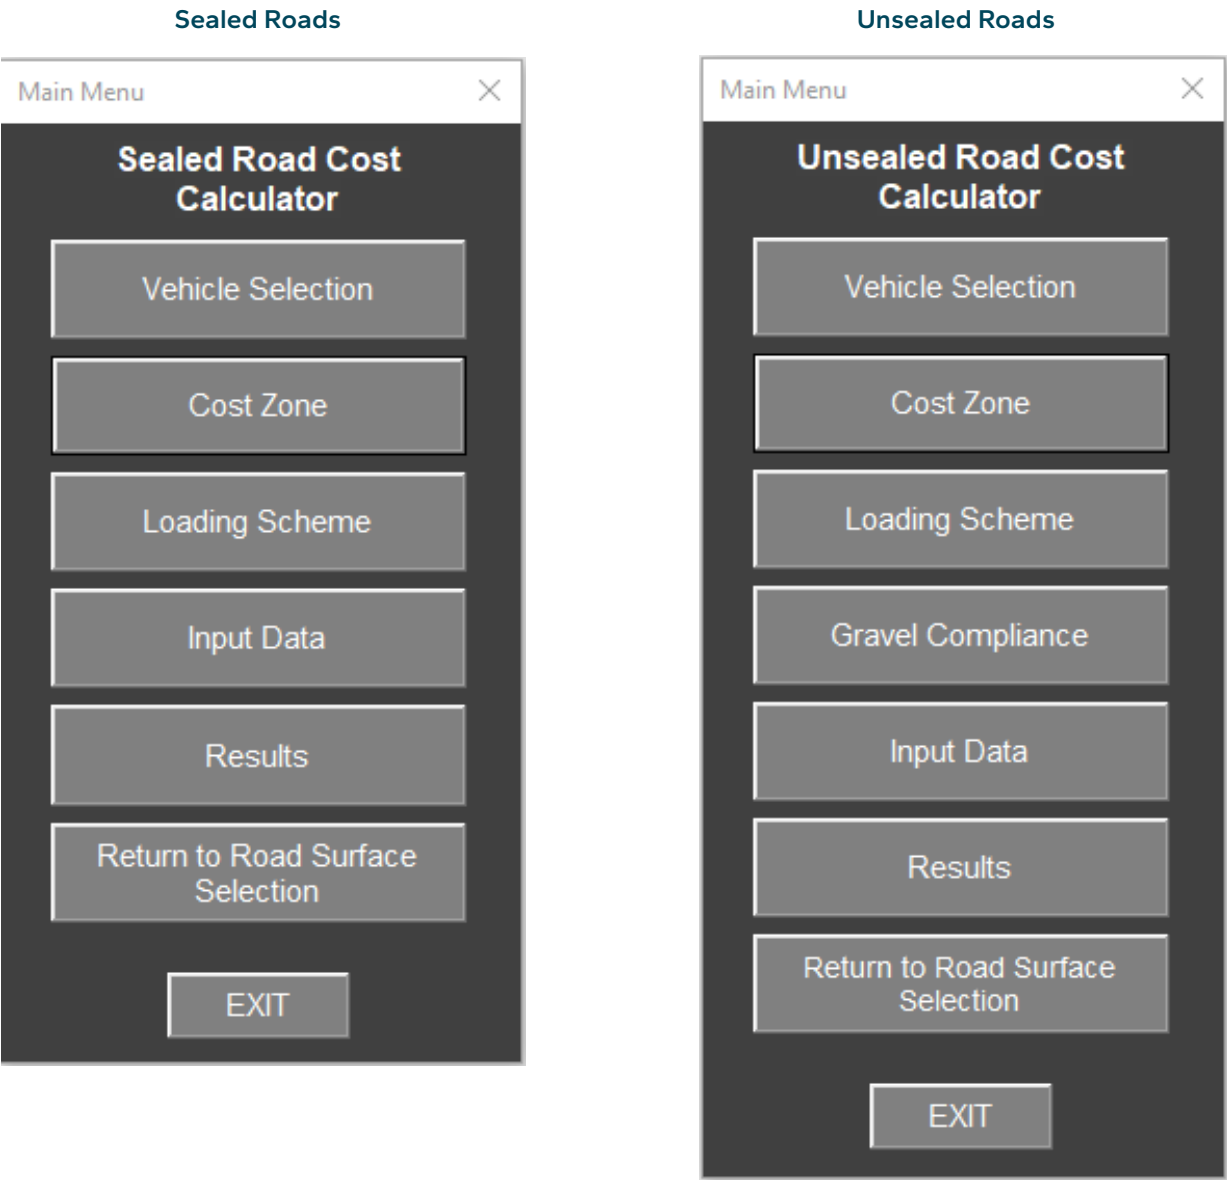 Sealed Roads
Main Menu
Sealed Road Cost
Calculator
Vehicle Selection
Cost Zone
Loading Scheme
Input Data
Results
Return to Road Surface
Selection
EXIT
Unsealed Roads
Main Menu
Unsealed Road Cost
Calculator
Vehicle Selection
Cost Zone
Loading Scheme
Gravel Compliance
Input Data
Results
Return to Road Surface
Selection
EXIT